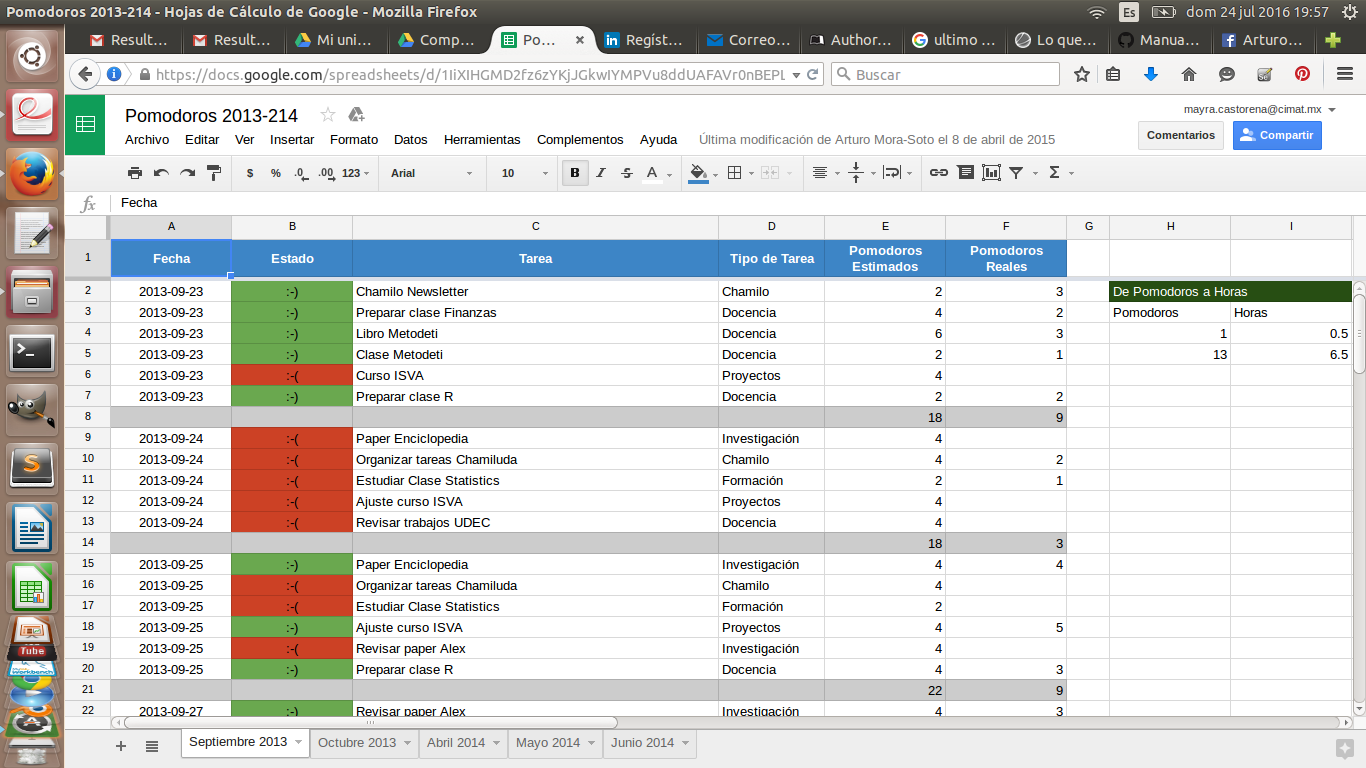 Pomodoros 2013-214 - Hojas de Cálculo de Google - Mozilla Firefox
Es
dom 24 jul 2016 19:57
Result…
Result…
Mi uni…
Comp…
Po…
Regíst…
Correo…
Author…
ultimo …
Lo que…
Manua…
Arturo…
https://docs.google.com/spreadsheets/d/1IiXIHGMD2fz6zYKjJGkwIYMPVu8ddUAFAVr0nBEPL
Buscar
Pomodoros 2013-214
mayra.castorena@cimat.mx
Archivo Editar Ver Insertar Formato Datos Herramientas Complementos Ayuda
Última modificación de Arturo Mora-Soto el 8 de abril de 2015
Comentarios
Compartir
$ % .0 .00 123 Arial 10 B I S A Σ
fx Fecha
A B C D E F G H I
1 Fecha Estado Tarea Tipo de Tarea Pomodoros Estimados Pomodoros Reales
2 2013-09-23 :-) Chamilo Newsletter Chamilo 2 3 De Pomodoros a Horas
3 2013-09-23 :-) Preparar clase Finanzas Docencia 4 2 Pomodoros Horas
4 2013-09-23 :-) Libro Metodeti Docencia 6 3 1 0.5
5 2013-09-23 :-) Clase Metodeti Docencia 2 1 13 6.5
6 2013-09-23 :-( Curso ISVA Proyectos 4
7 2013-09-23 :-) Preparar clase R Docencia 2 2
8 18 9
9 2013-09-24 :-( Paper Enciclopedia Investigación 4
10 2013-09-24 :-( Organizar tareas Chamiluda Chamilo 4 2
11 2013-09-24 :-( Estudiar Clase Statistics Formación 2 1
12 2013-09-24 :-( Ajuste curso ISVA Proyectos 4
13 2013-09-24 :-( Revisar trabajos UDEC Docencia 4
14 18 3
15 2013-09-25 :-) Paper Enciclopedia Investigación 4 4
16 2013-09-25 :-( Organizar tareas Chamiluda Chamilo 4
17 2013-09-25 :-( Estudiar Clase Statistics Formación 2
18 2013-09-25 :-) Ajuste curso ISVA Proyectos 4 5
19 2013-09-25 :-( Revisar paper Alex Investigación 4
20 2013-09-25 :-) Preparar clase R Docencia 4 3
21 22 9
22 2013-09-27 :-) Revisar paper Alex Investigación 4 3
Tube
Septiembre 2013 Octubre 2013 Abril 2014 Mayo 2014 Junio 2014